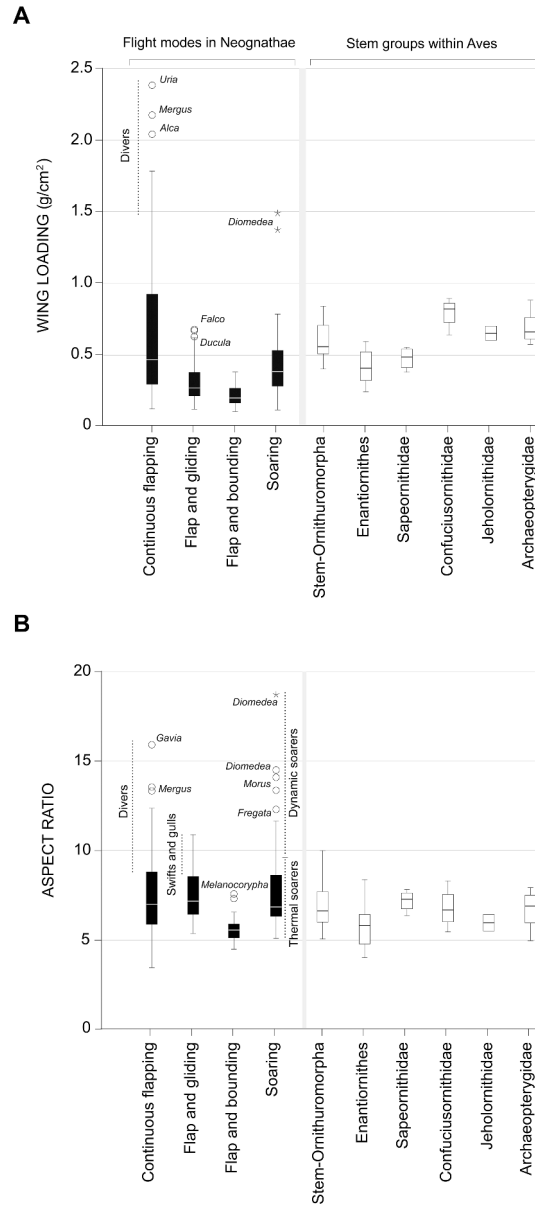 A
Flight modes in Neognathae
Stem groups within Aves
WING LOADING (g/cm²)
2.5
2.0
1.5
1.0
0.5
0
Divers
Uria
Mergus
Alca
Falco
Ducula
Diomedea
Continuous flapping
Flap and gliding
Flap and bounding
Soaring
Stem-Ornithuromorpha
Enantiornithes
Sapeornithidae
Confuciusornithidae
Jeholornithidae
Archaeopterygidae
B
ASPECT RATIO
20
15
10
5
0
Divers
Gavia
Mergus
Swifts and gulls
Melanocorypha
Diomedea
Diomedea
Morus
Fregata
Dynamic soarers
Thermal soarers
Continuous flapping
Flap and gliding
Flap and bounding
Soaring
Stem-Ornithuromorpha
Enantiornithes
Sapeornithidae
Confuciusornithidae
Jeholornithidae
Archaeopterygidae